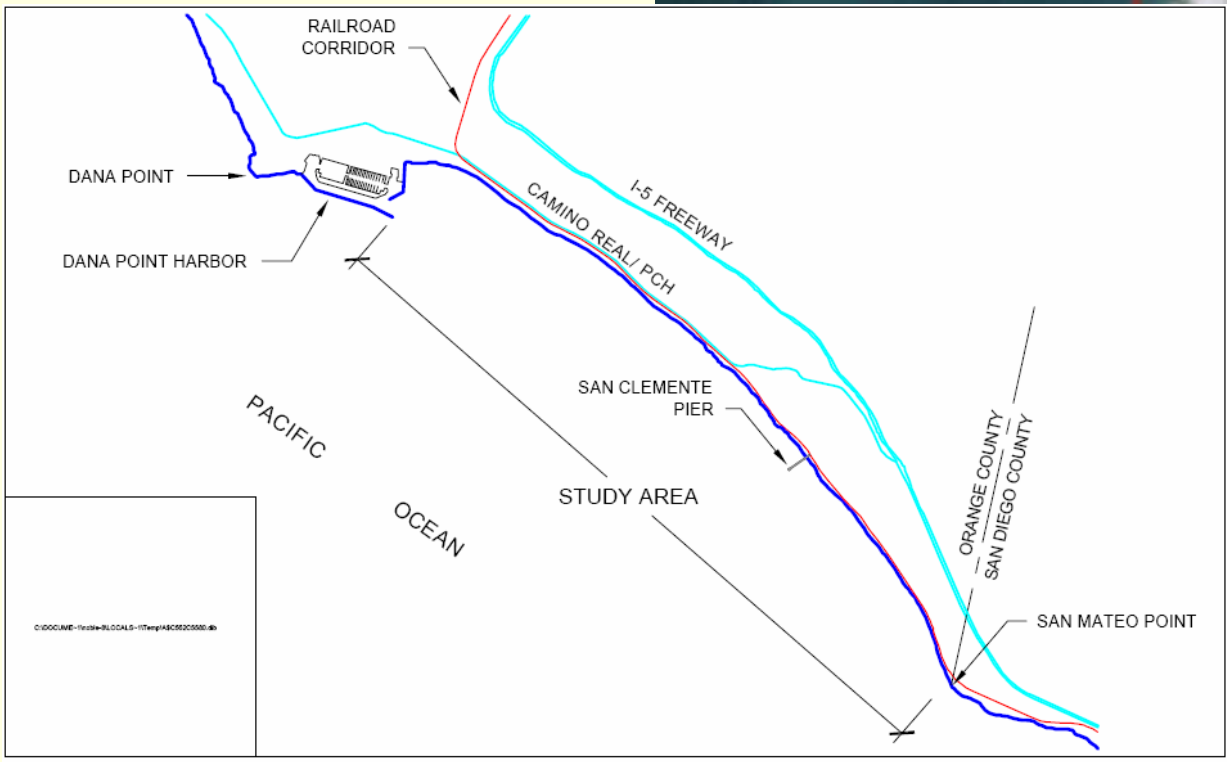 RAILROAD
CORRIDOR
DANA POINT
I-5 FREEWAY
CAMINO REAL/ PCH
DANA POINT HARBOR
SAN CLEMENTE
PIER
PACIFIC
OCEAN
STUDY AREA
ORANGE COUNTY
SAN DIEGO COUNTY
SAN MATEO POINT